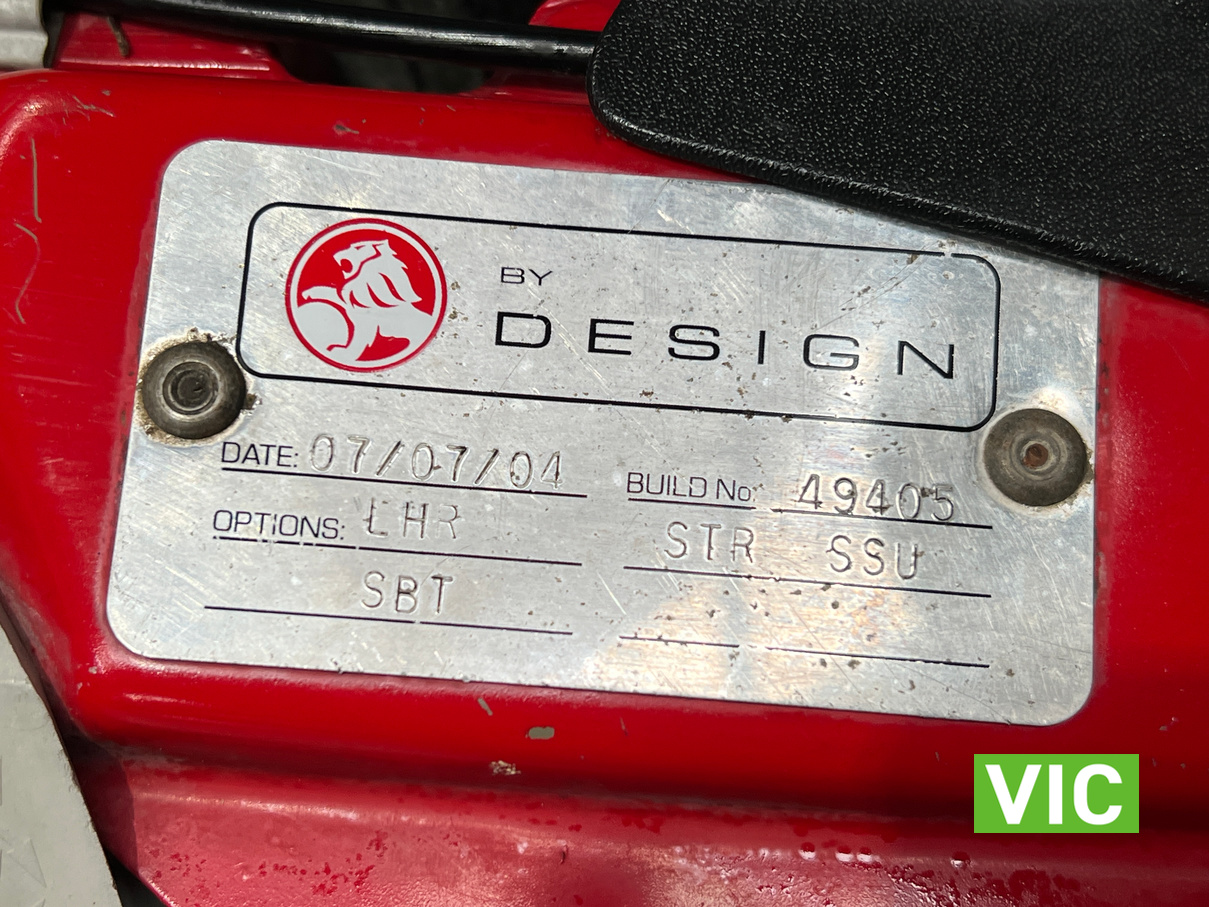 BY
DESIGN
DATE: 07/07/04 BUILD No: 49405
OPTIONS: LHR STR SSU
SBT
VIC